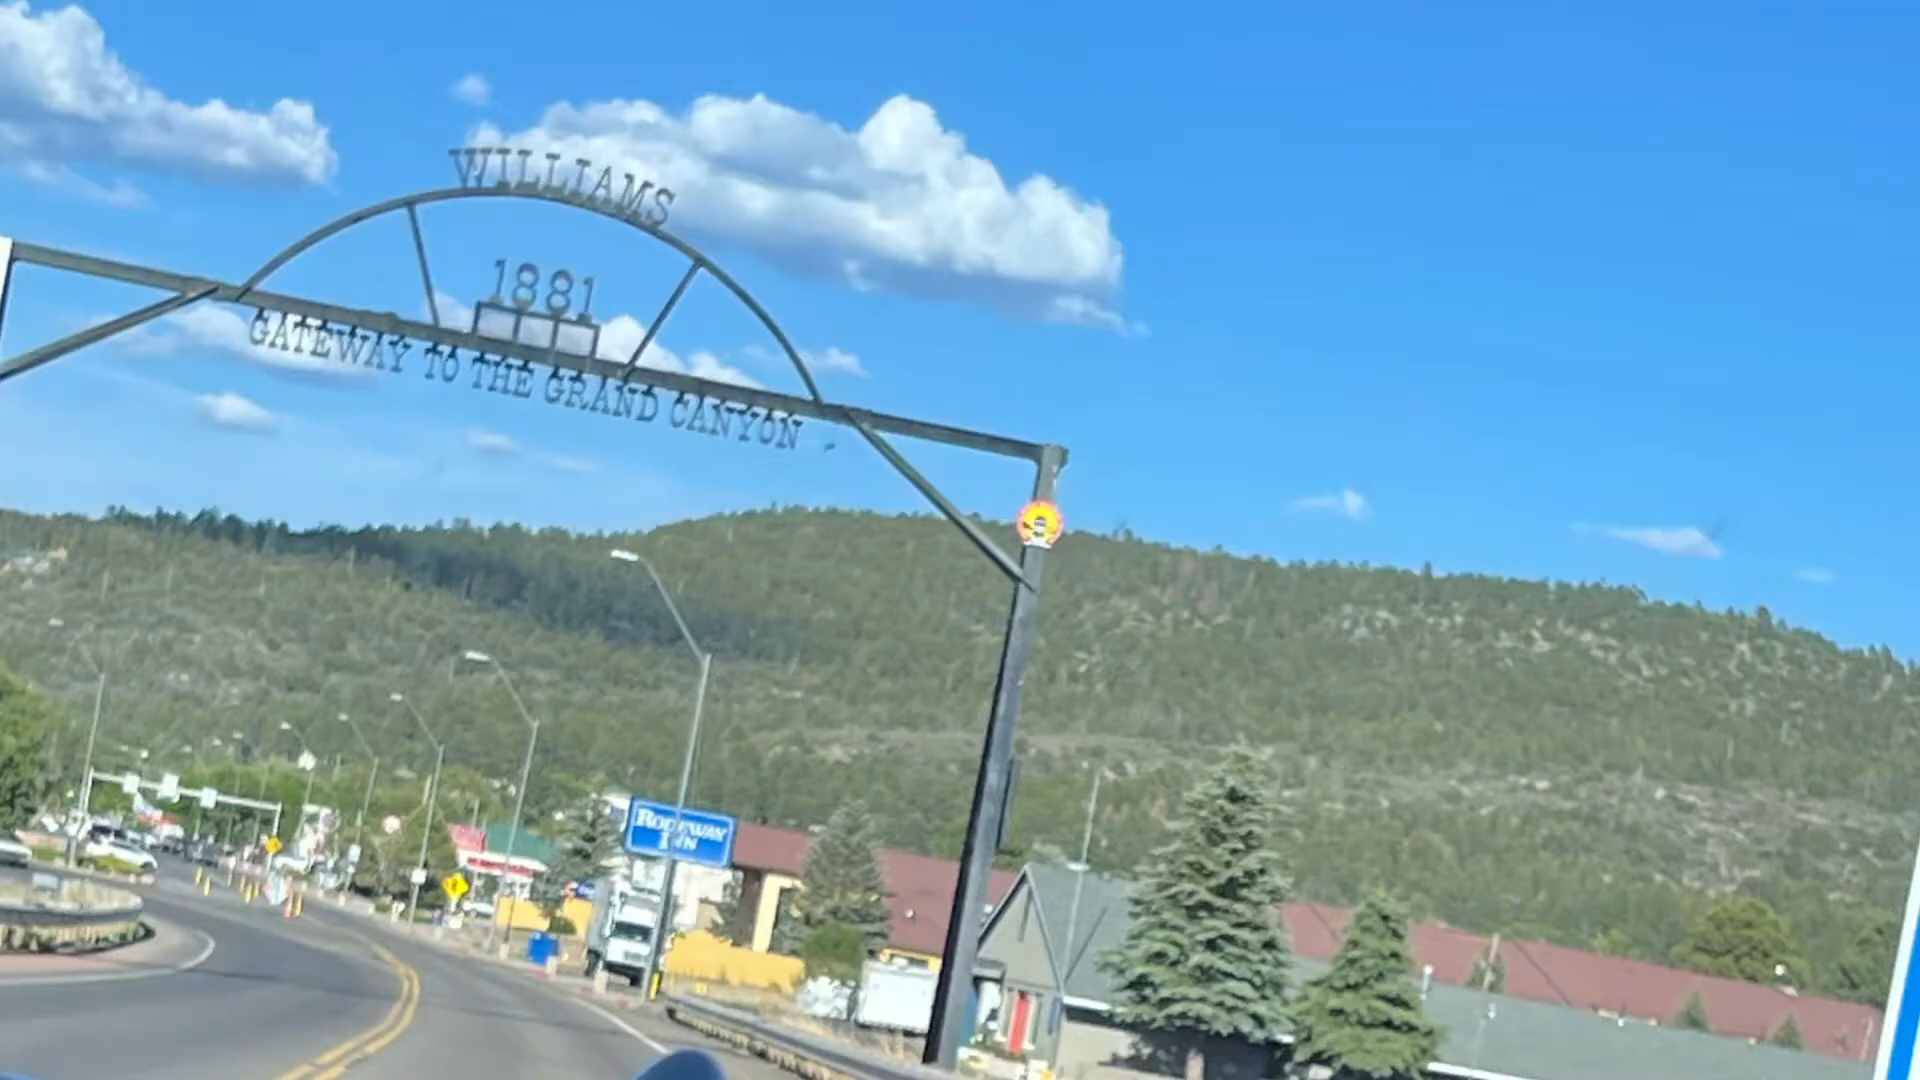 WILLIAMS
1881
GATEWAY TO THE GRAND CANYON
RODEWAY
INN